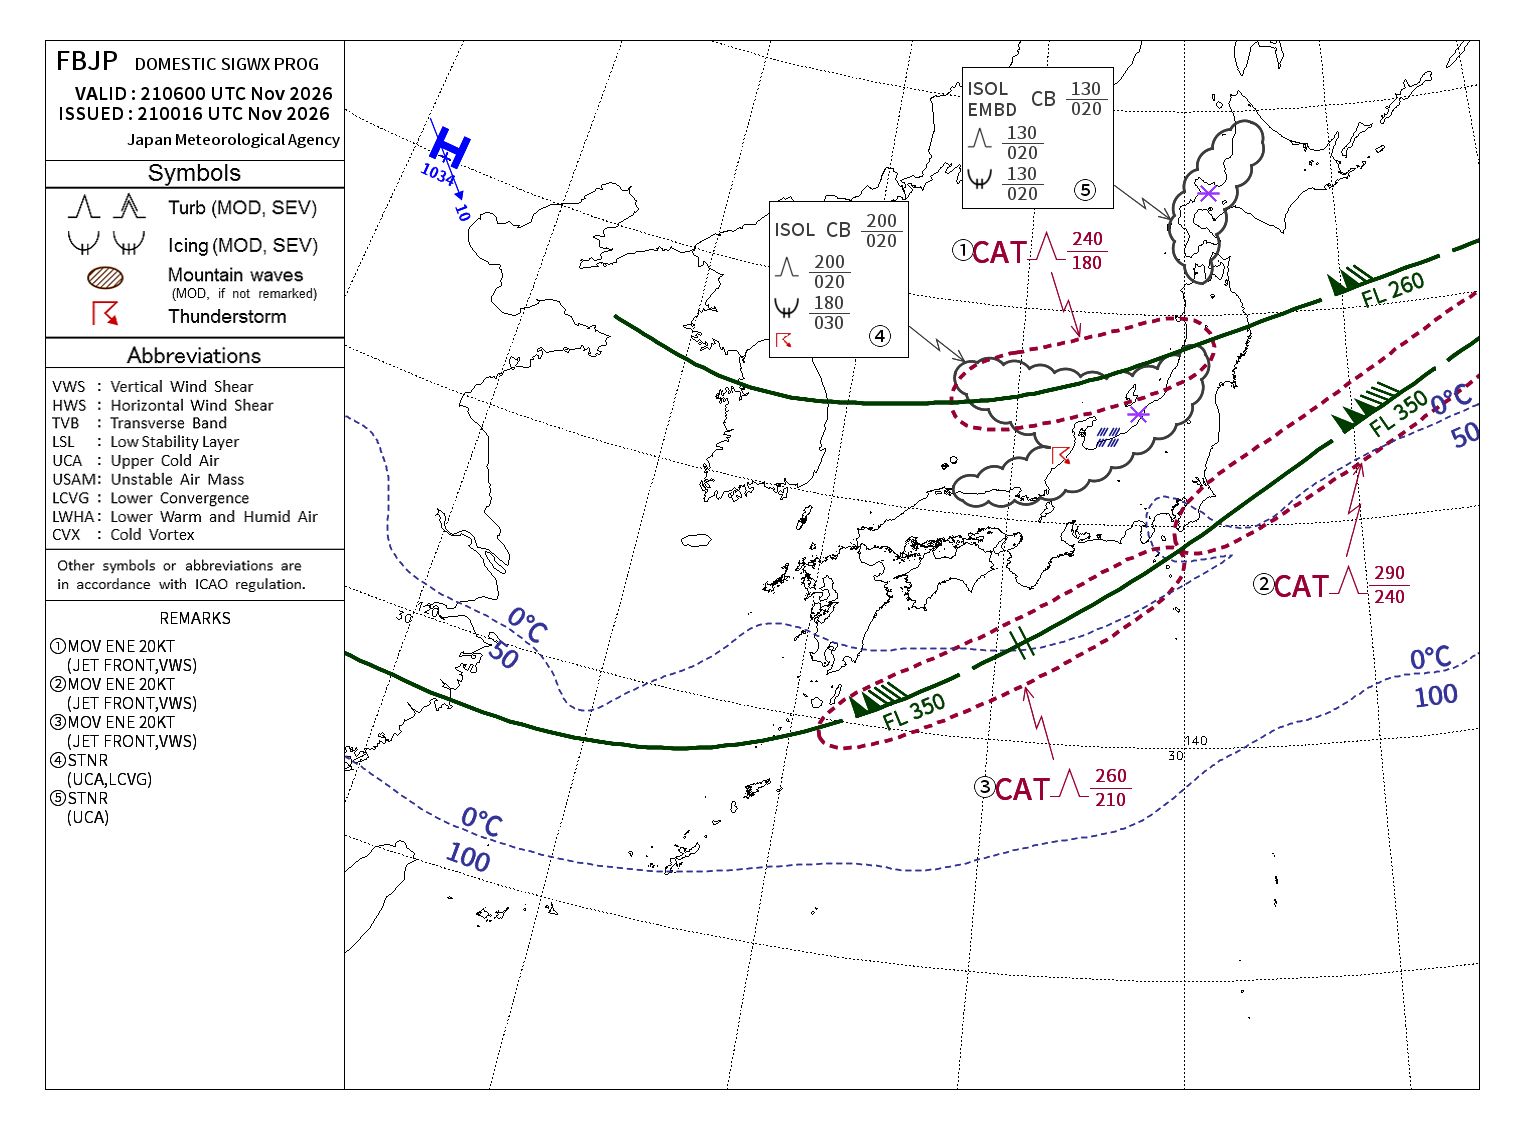 FBJP DOMESTIC SIGWX PROG
VALID : 210600 UTC Nov 2026
ISSUED : 210016 UTC Nov 2026
Japan Meteorological Agency
Symbols
Turb (MOD, SEV)
Icing (MOD, SEV)
Mountain waves
(MOD, if not remarked)
Thunderstorm
Abbreviations
VWS : Vertical Wind Shear
HWS : Horizontal Wind Shear
TVB : Transverse Band
LSL : Low Stability Layer
UCA : Upper Cold Air
USAM: Unstable Air Mass
LCVG : Lower Convergence
LWHA: Lower Warm and Humid Air
CVX : Cold Vortex
Other symbols or abbreviations are
in accordance with ICAO regulation.
REMARKS
①MOV ENE 20KT
(JET FRONT,VWS)
②MOV ENE 20KT
(JET FRONT,VWS)
③MOV ENE 20KT
(JET FRONT,VWS)
④STNR
(UCA,LCVG)
⑤STNR
(UCA)
H
1034
10
ISOL
EMBD
CB
130
020
130
020
130
020
⑤
ISOL CB
200
020
200
020
180
030
④
①CAT
240
180
FL 260
FL 350
0°C
50
②CAT
290
240
0°C
50
30
120
0°C
100
FL 350
140
30
③CAT
260
210
0°C
100